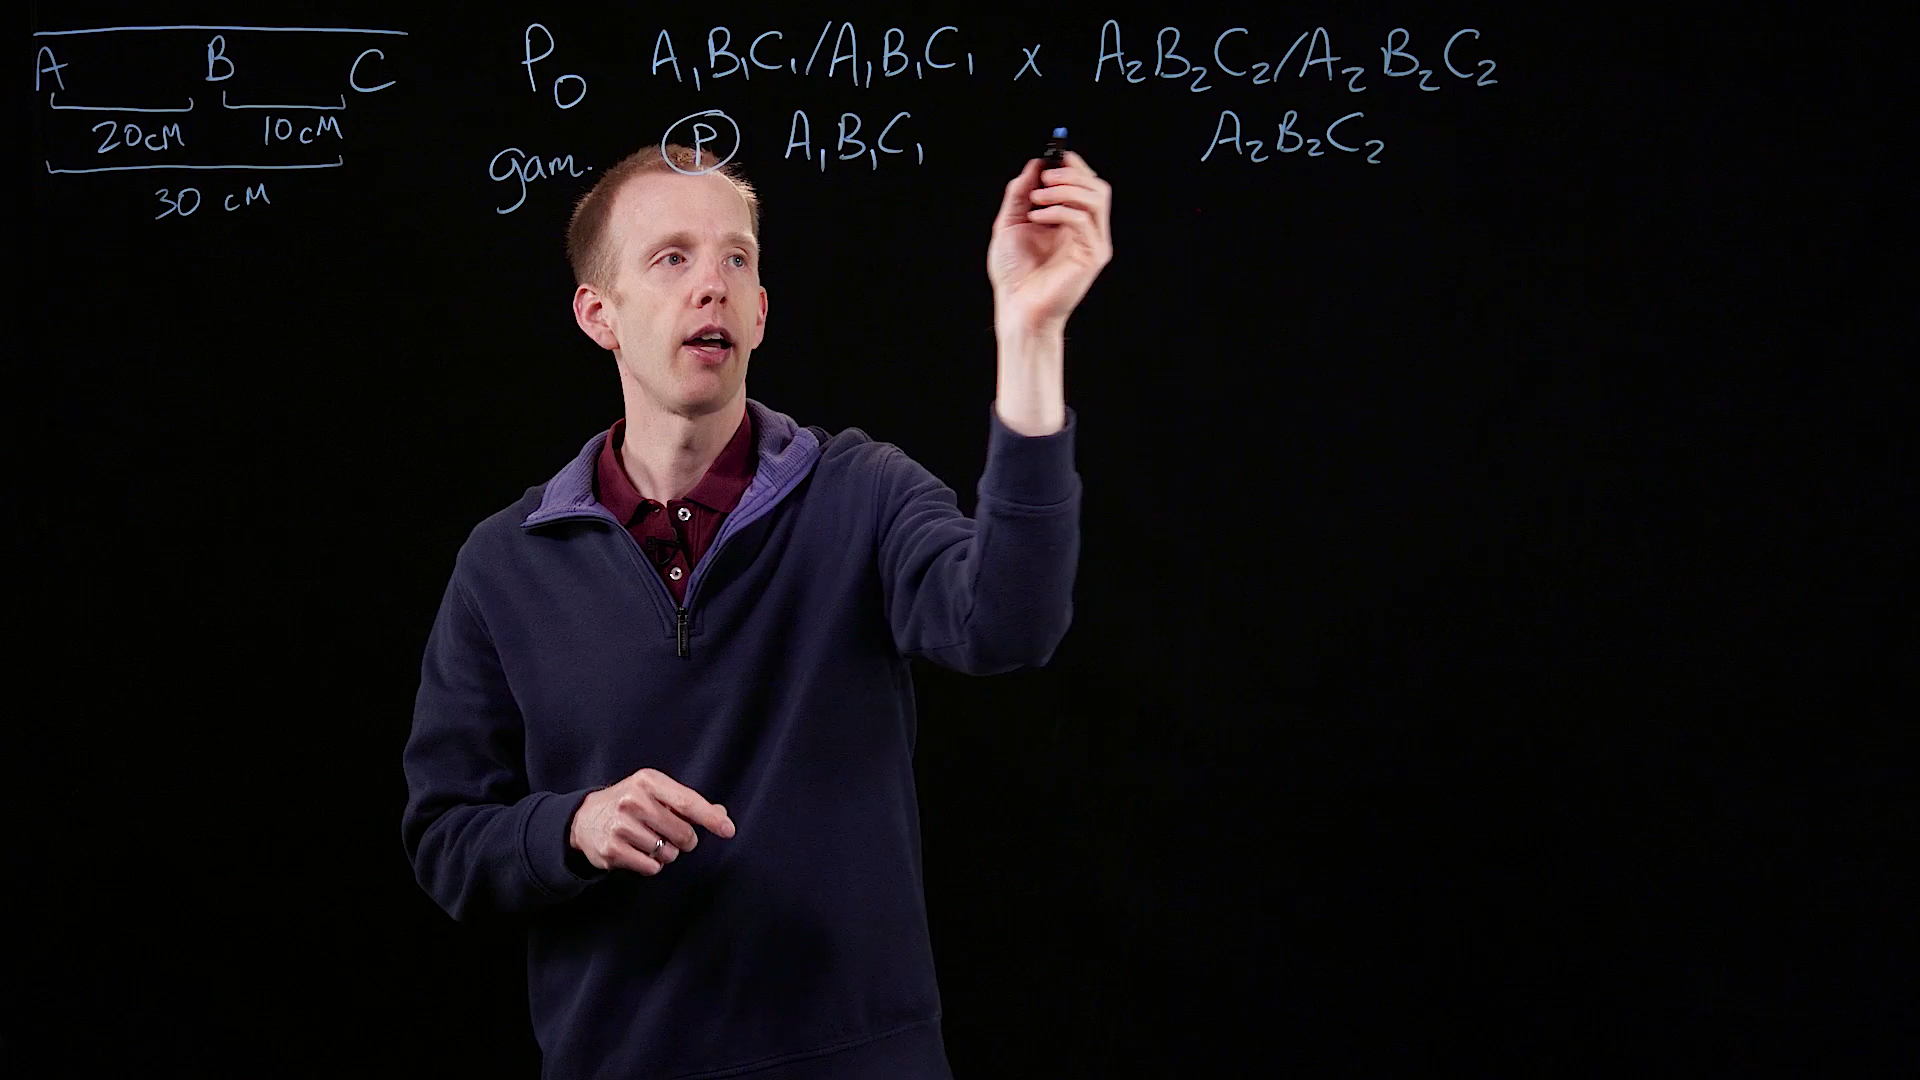 A B C
20cM 10cM
30 cM
P₀ A₁B₁C₁/A₁B₁C₁ x A₂B₂C₂/A₂B₂C₂
gam. P A₁B₁C₁ A₂B₂C₂